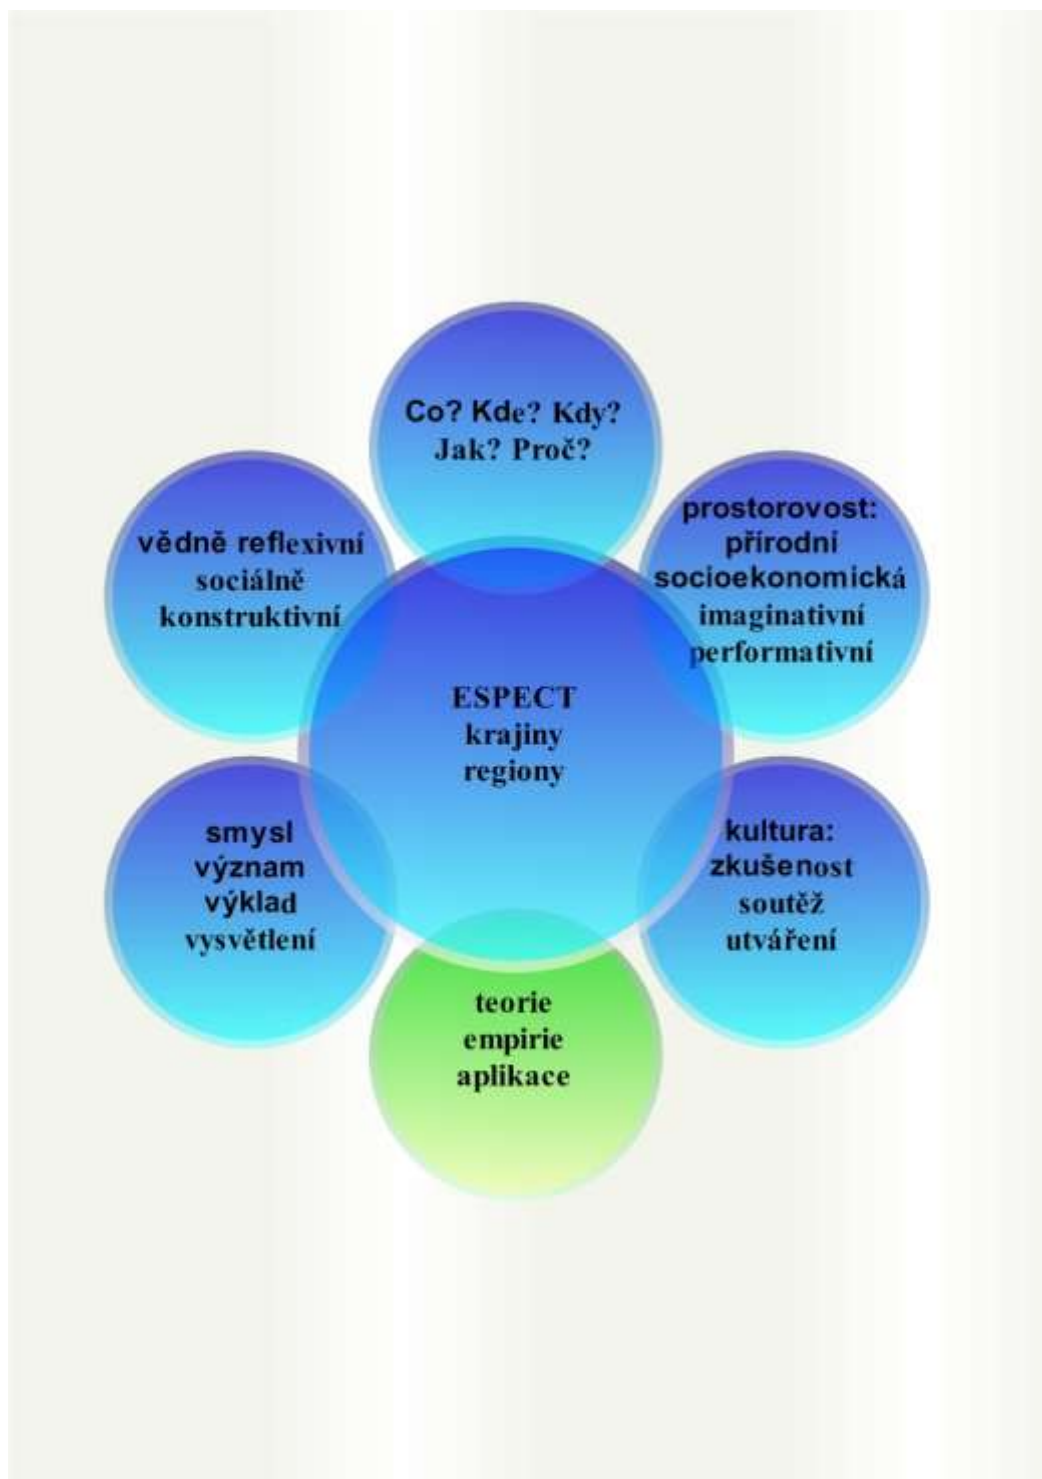 Co? Kde? Kdy?
Jak? Proč?
prostorovost:
přírodní
socioekonomická
imaginativní
performativní
kultura:
zkušenost
soutěž
utváření
teorie
empirie
aplikace
smysl
význam
výklad
vysvětlení
vědně reflexivní
sociálně
konstruktivní
ESPECT
krajiny
regiony